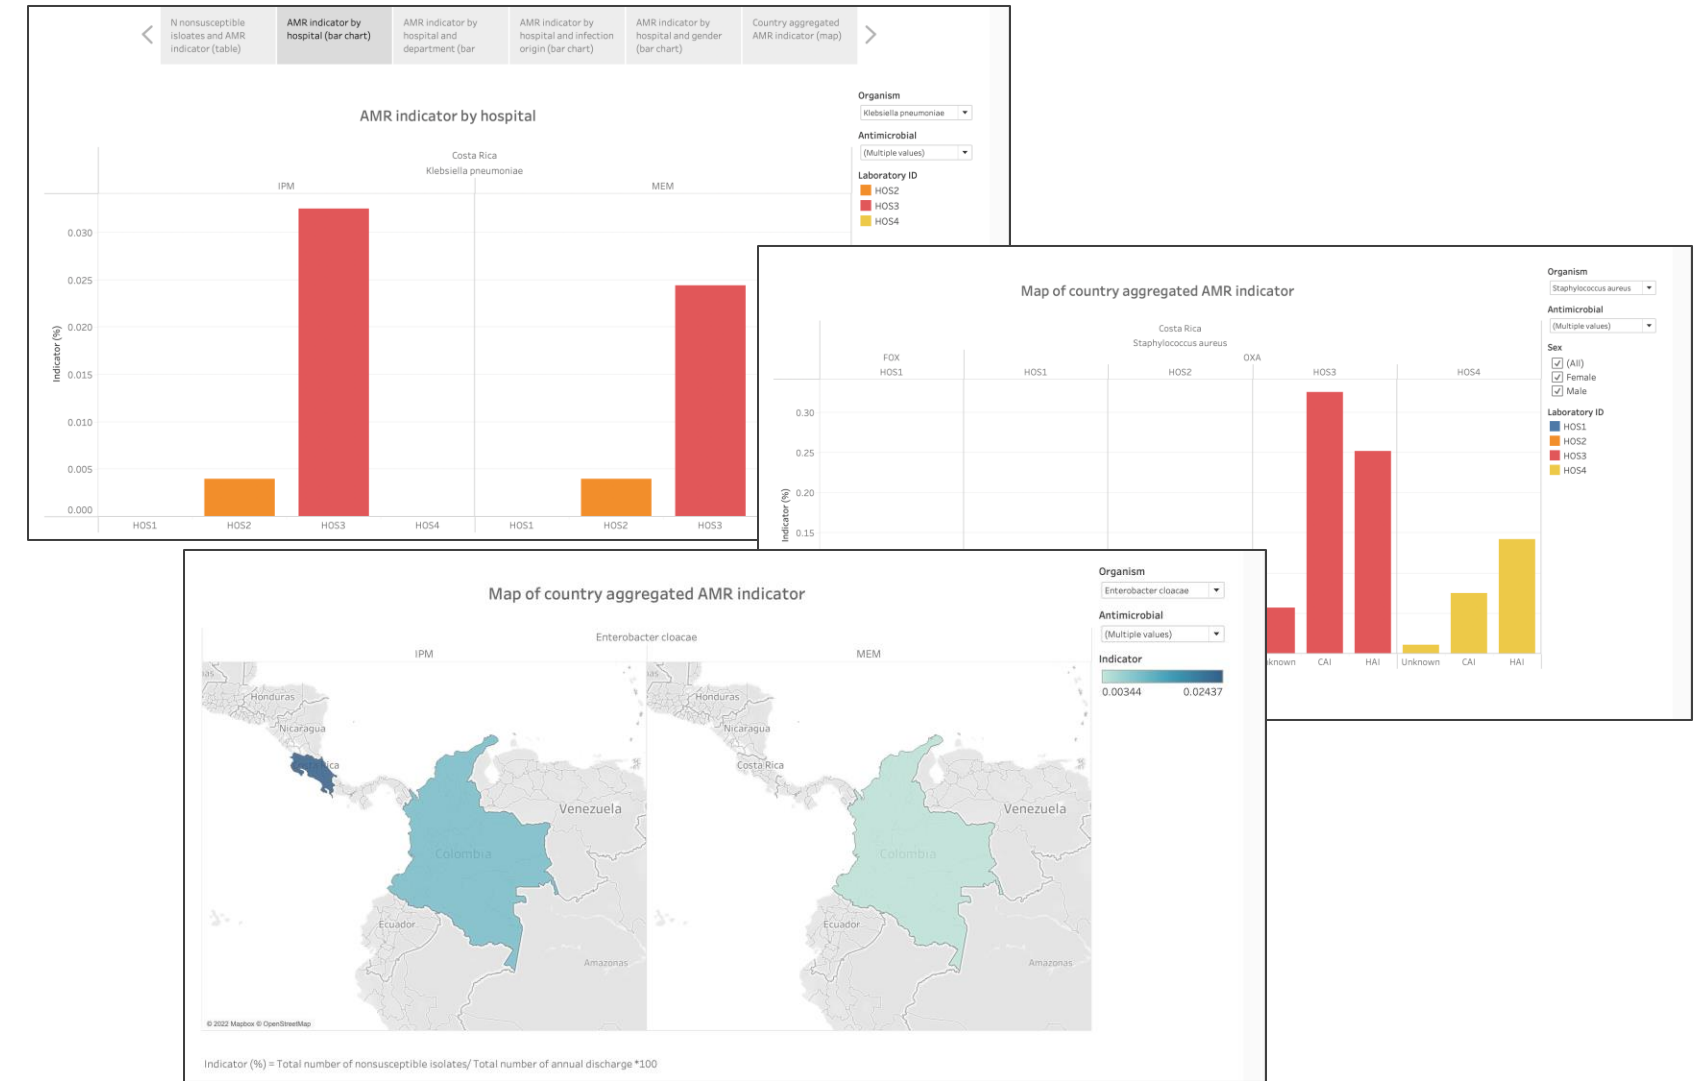 N nonsusceptible
isloates and AMR
indicator (table)
AMR indicator by
hospital (bar chart)
AMR indicator by
hospital and
department (bar
AMR indicator by
hospital and infection
origin (bar chart)
AMR indicator by
hospital and gender
(bar chart)
Country aggregated
AMR indicator (map)
AMR indicator by hospital
Costa Rica
Klebsiella pneumoniae
IPM
MEM
Indicator (%)
0.030
0.025
0.020
0.015
0.010
0.005
0.000
HOS1
HOS2
HOS3
HOS4
HOS1
HOS2
HOS3
Organism
Klebsiella pneumoniae
Antimicrobial
(Multiple values)
Laboratory ID
HOS2
HOS3
HOS4
Map of country aggregated AMR indicator
Costa Rica
Staphylococcus aureus
FOX
OXA
HOS1
HOS1
HOS2
HOS3
HOS4
Indicator (%)
0.30
0.25
0.20
0.15
CAI
HAI
Unknown
CAI
HAI
Organism
Staphylococcus aureus
Antimicrobial
(Multiple values)
Sex
(All)
Female
Male
Laboratory ID
HOS1
HOS2
HOS3
HOS4
Map of country aggregated AMR indicator
Enterobacter cloacae
IPM
MEM
Honduras
Nicaragua
Venezuela
Colombia
Ecuador
Amazonas
© 2022 Mapbox © OpenStreetMap
Honduras
Nicaragua
Costa Rica
Venezuela
Colombia
Ecuador
Amazonas
Organism
Enterobacter cloacae
Antimicrobial
(Multiple values)
Indicator
0.00344 0.02437
Indicator (%) = Total number of nonsusceptible isolates/ Total number of annual discharge *100